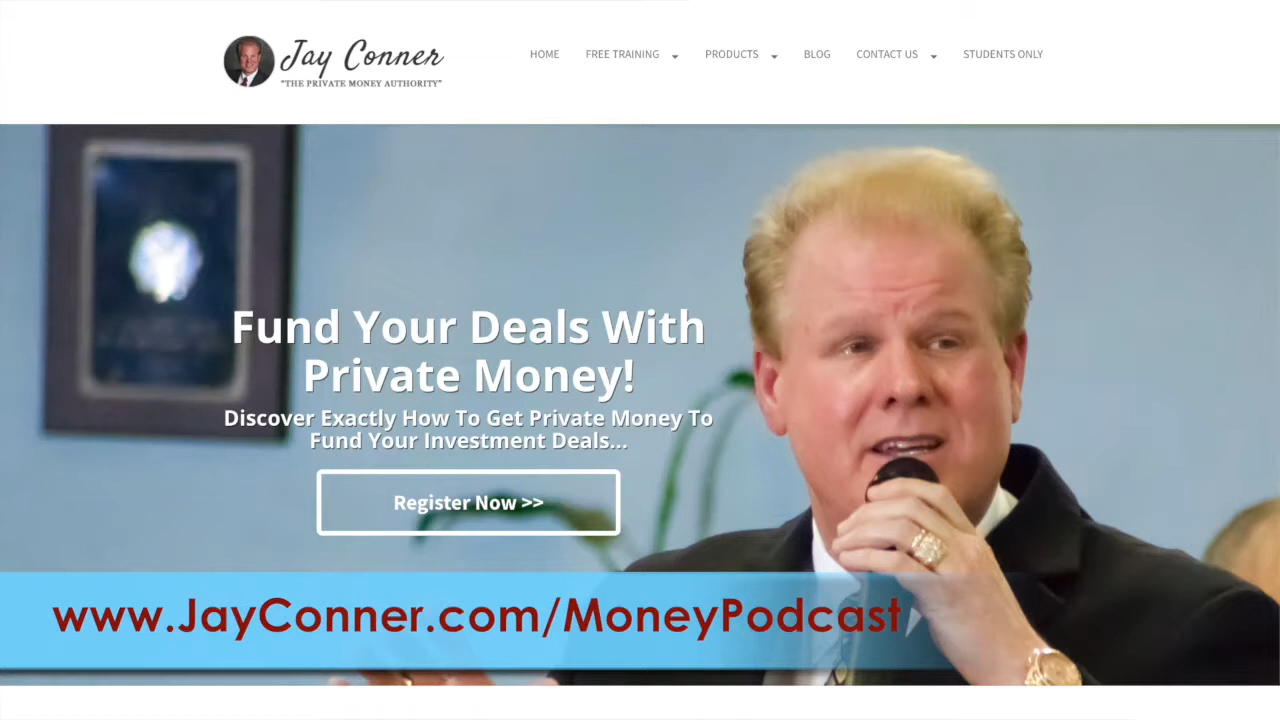 Jay Conner
"THE PRIVATE MONEY AUTHORITY"
HOME FREE TRAINING PRODUCTS BLOG CONTACT US STUDENTS ONLY
Fund Your Deals With
Private Money!
Discover Exactly How To Get Private Money To
Fund Your Investment Deals...
Register Now >>
www.JayConner.com/MoneyPodcast